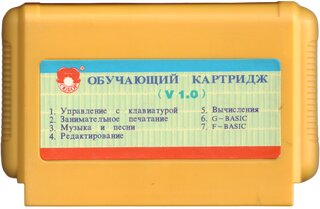 ОБУЧАЮЩИЙ КАРТРИДЖ
(V 1.0)
1. Управление с клавиатурой
2. Занимательное печатание
3. Музыка и песни
4. Редактирование
5. Вычисления
6. G-BASIC
7. F-BASIC